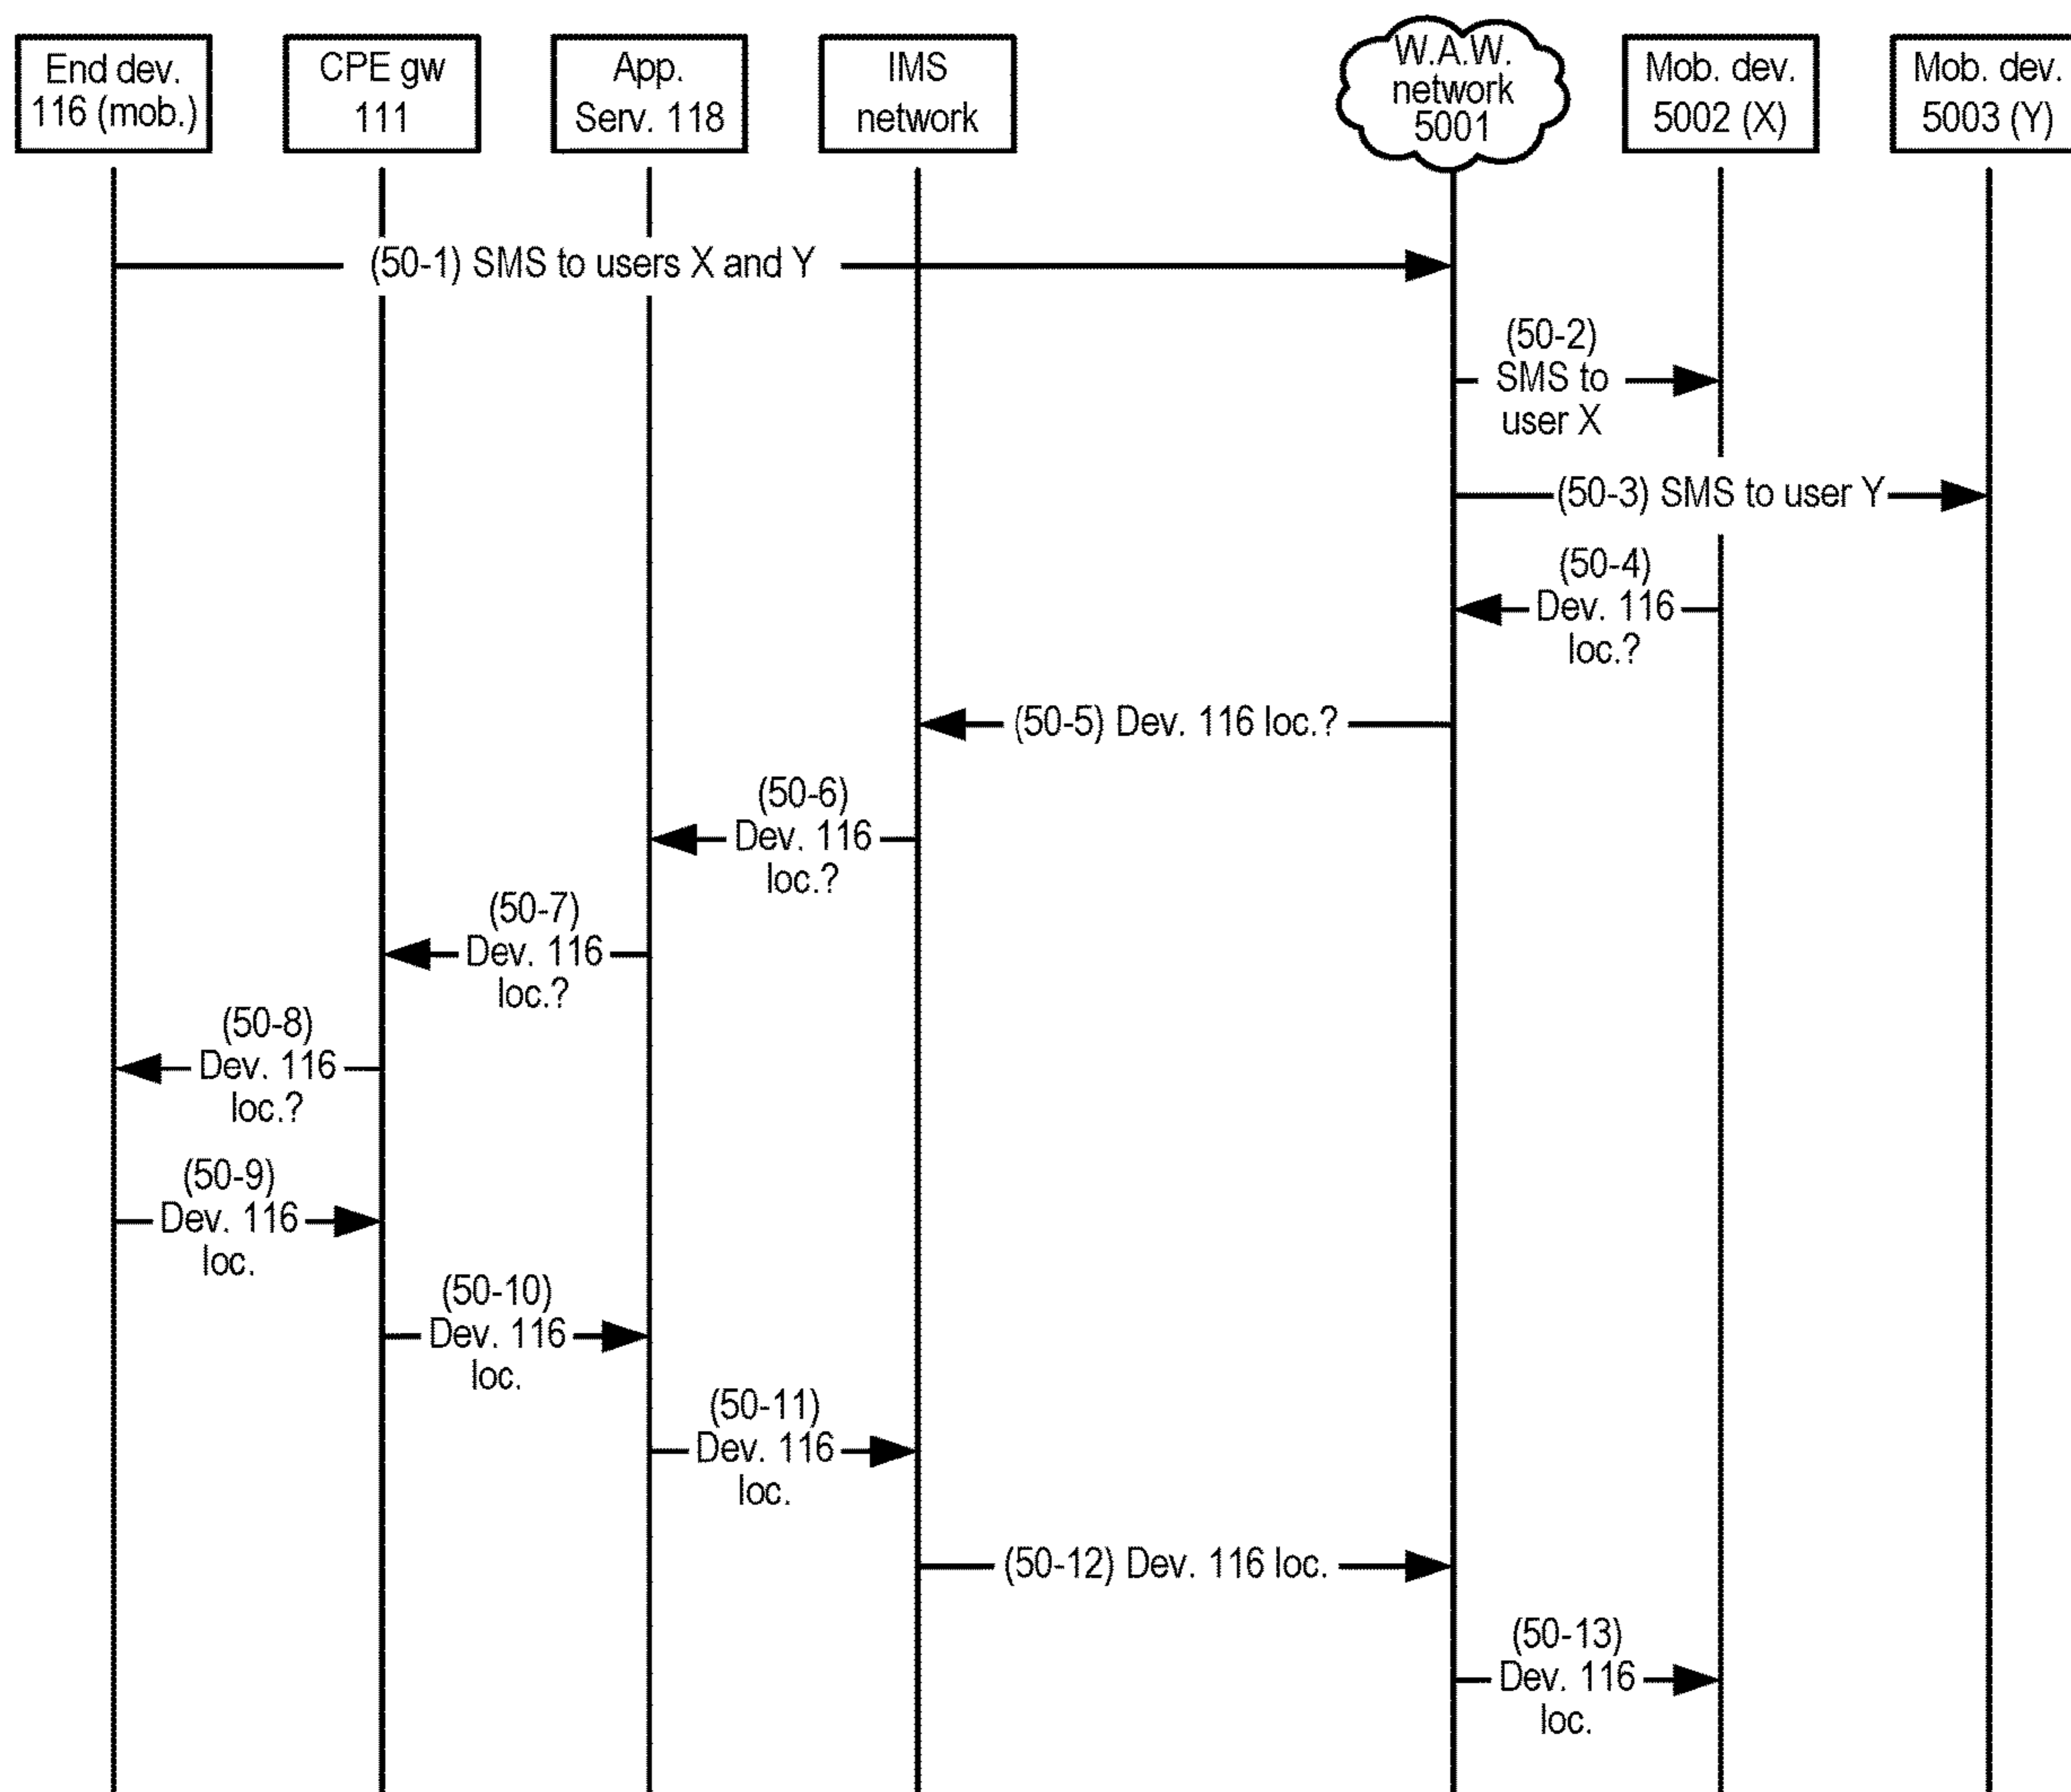 End dev.
116 (mob.)
CPE gw
111
App.
Serv. 118
IMS
network
W.A.W.
network
5001
Mob. dev.
5002 (X)
Mob. dev.
5003 (Y)
(50-1) SMS to users X and Y
(50-2)
SMS to
user X
(50-3) SMS to user Y
(50-4)
Dev. 116
loc.?
(50-5) Dev. 116 loc.?
(50-6)
Dev. 116
loc.?
(50-7)
Dev. 116
loc.?
(50-8)
Dev. 116
loc.?
(50-9)
Dev. 116
loc.
(50-10)
Dev. 116
loc.
(50-11)
Dev. 116
loc.
(50-12) Dev. 116 loc.
(50-13)
Dev. 116
loc.